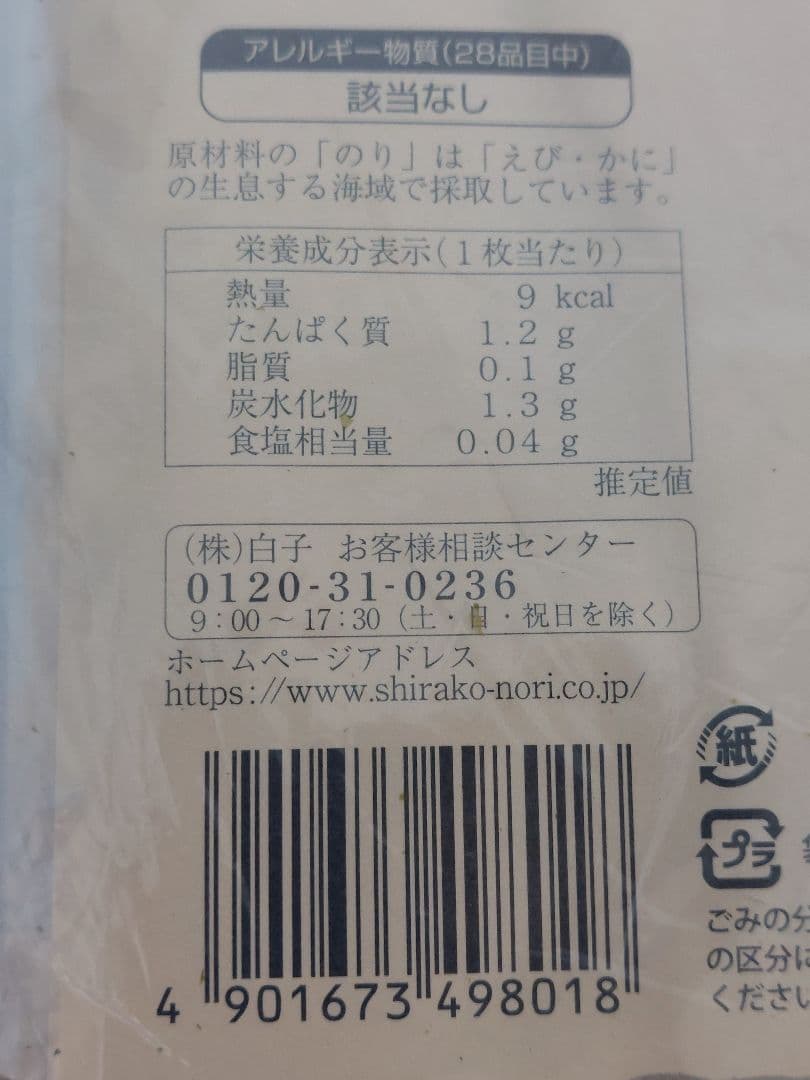 アレルギー物質(28品目中)
該当なし
原材料の「のり」は「えび・かに」
の生息する海域で採取しています。
栄養成分表示(1枚当たり)
熱量 9 kcal
たんぱく質 1.2 g
脂質 0.1 g
炭水化物 1.3 g
食塩相当量 0.04 g
推定値
(株)白子 お客様相談センター
0120-31-0236
9:00～17:30(土・日・祝日を除く)
ホームページアドレス
https://www.shirako-nori.co.jp/
紙
プラ
ごみの分
の区分に
くださ
4 901673 498018